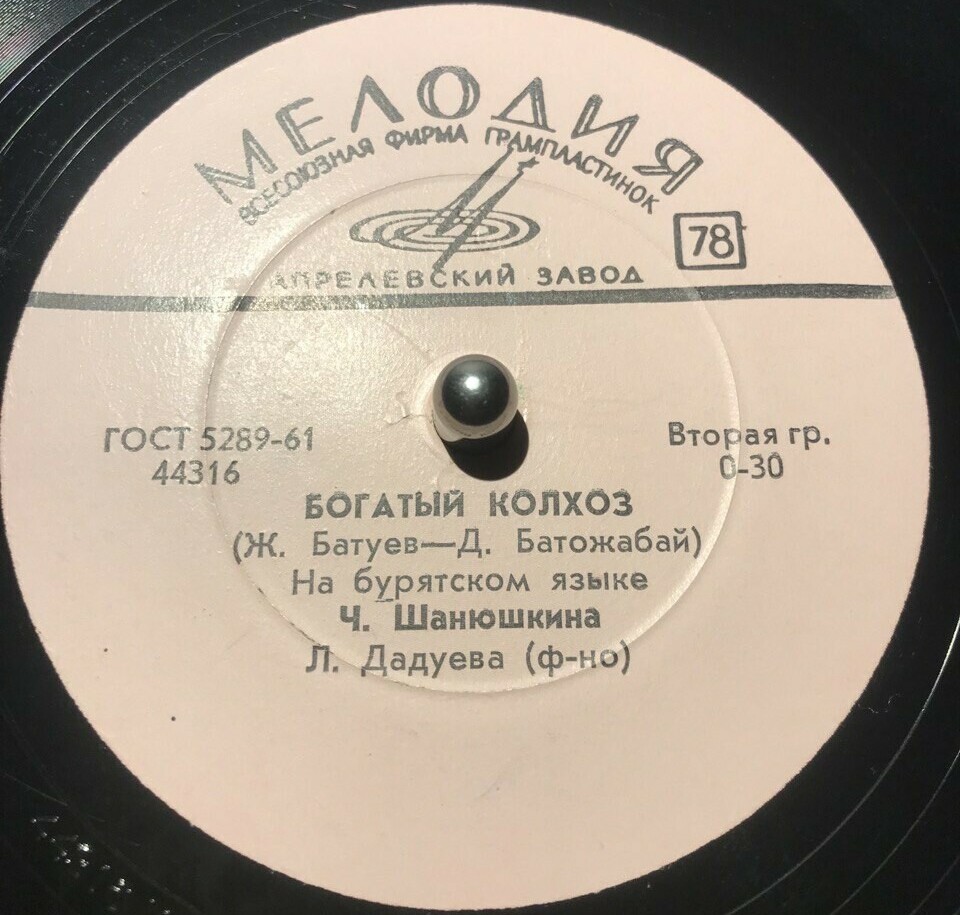 МЕЛОДИЯ
ВСЕСОЮЗНАЯ ФИРМА ГРАМПЛАСТИНОК
78
АПРЕЛЕВСКИЙ ЗАВОД
ГОСТ 5289-61
44316
Вторая гр.
0-30
БОГАТЫЙ КОЛХОЗ
(Ж. Батуев—Д. Батожабай)
На бурятском языке
Ч. Шанюшкина
Л. Дадуева (ф-но)